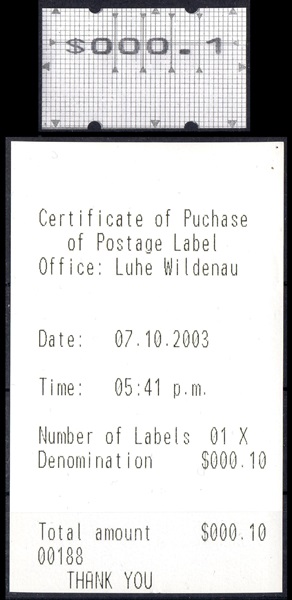 $000.1
Certificate of Puchase
of Postage Label
Office: Luhe Wildenau
Date: 07.10.2003
Time: 05:41 p.m.
Number of Labels 01 X
Denomination $000.10
Total amount $000.10
00188
THANK YOU